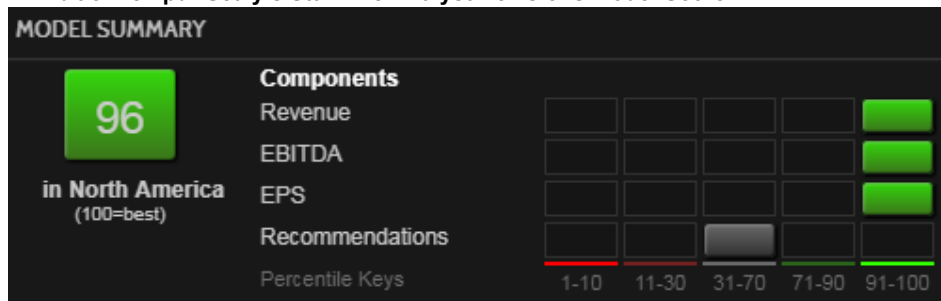 MODEL SUMMARY
96
in North America
(100=best)
Components
Revenue
EBITDA
EPS
Recommendations
Percentile Keys
1-10 11-30 31-70 71-90 91-100